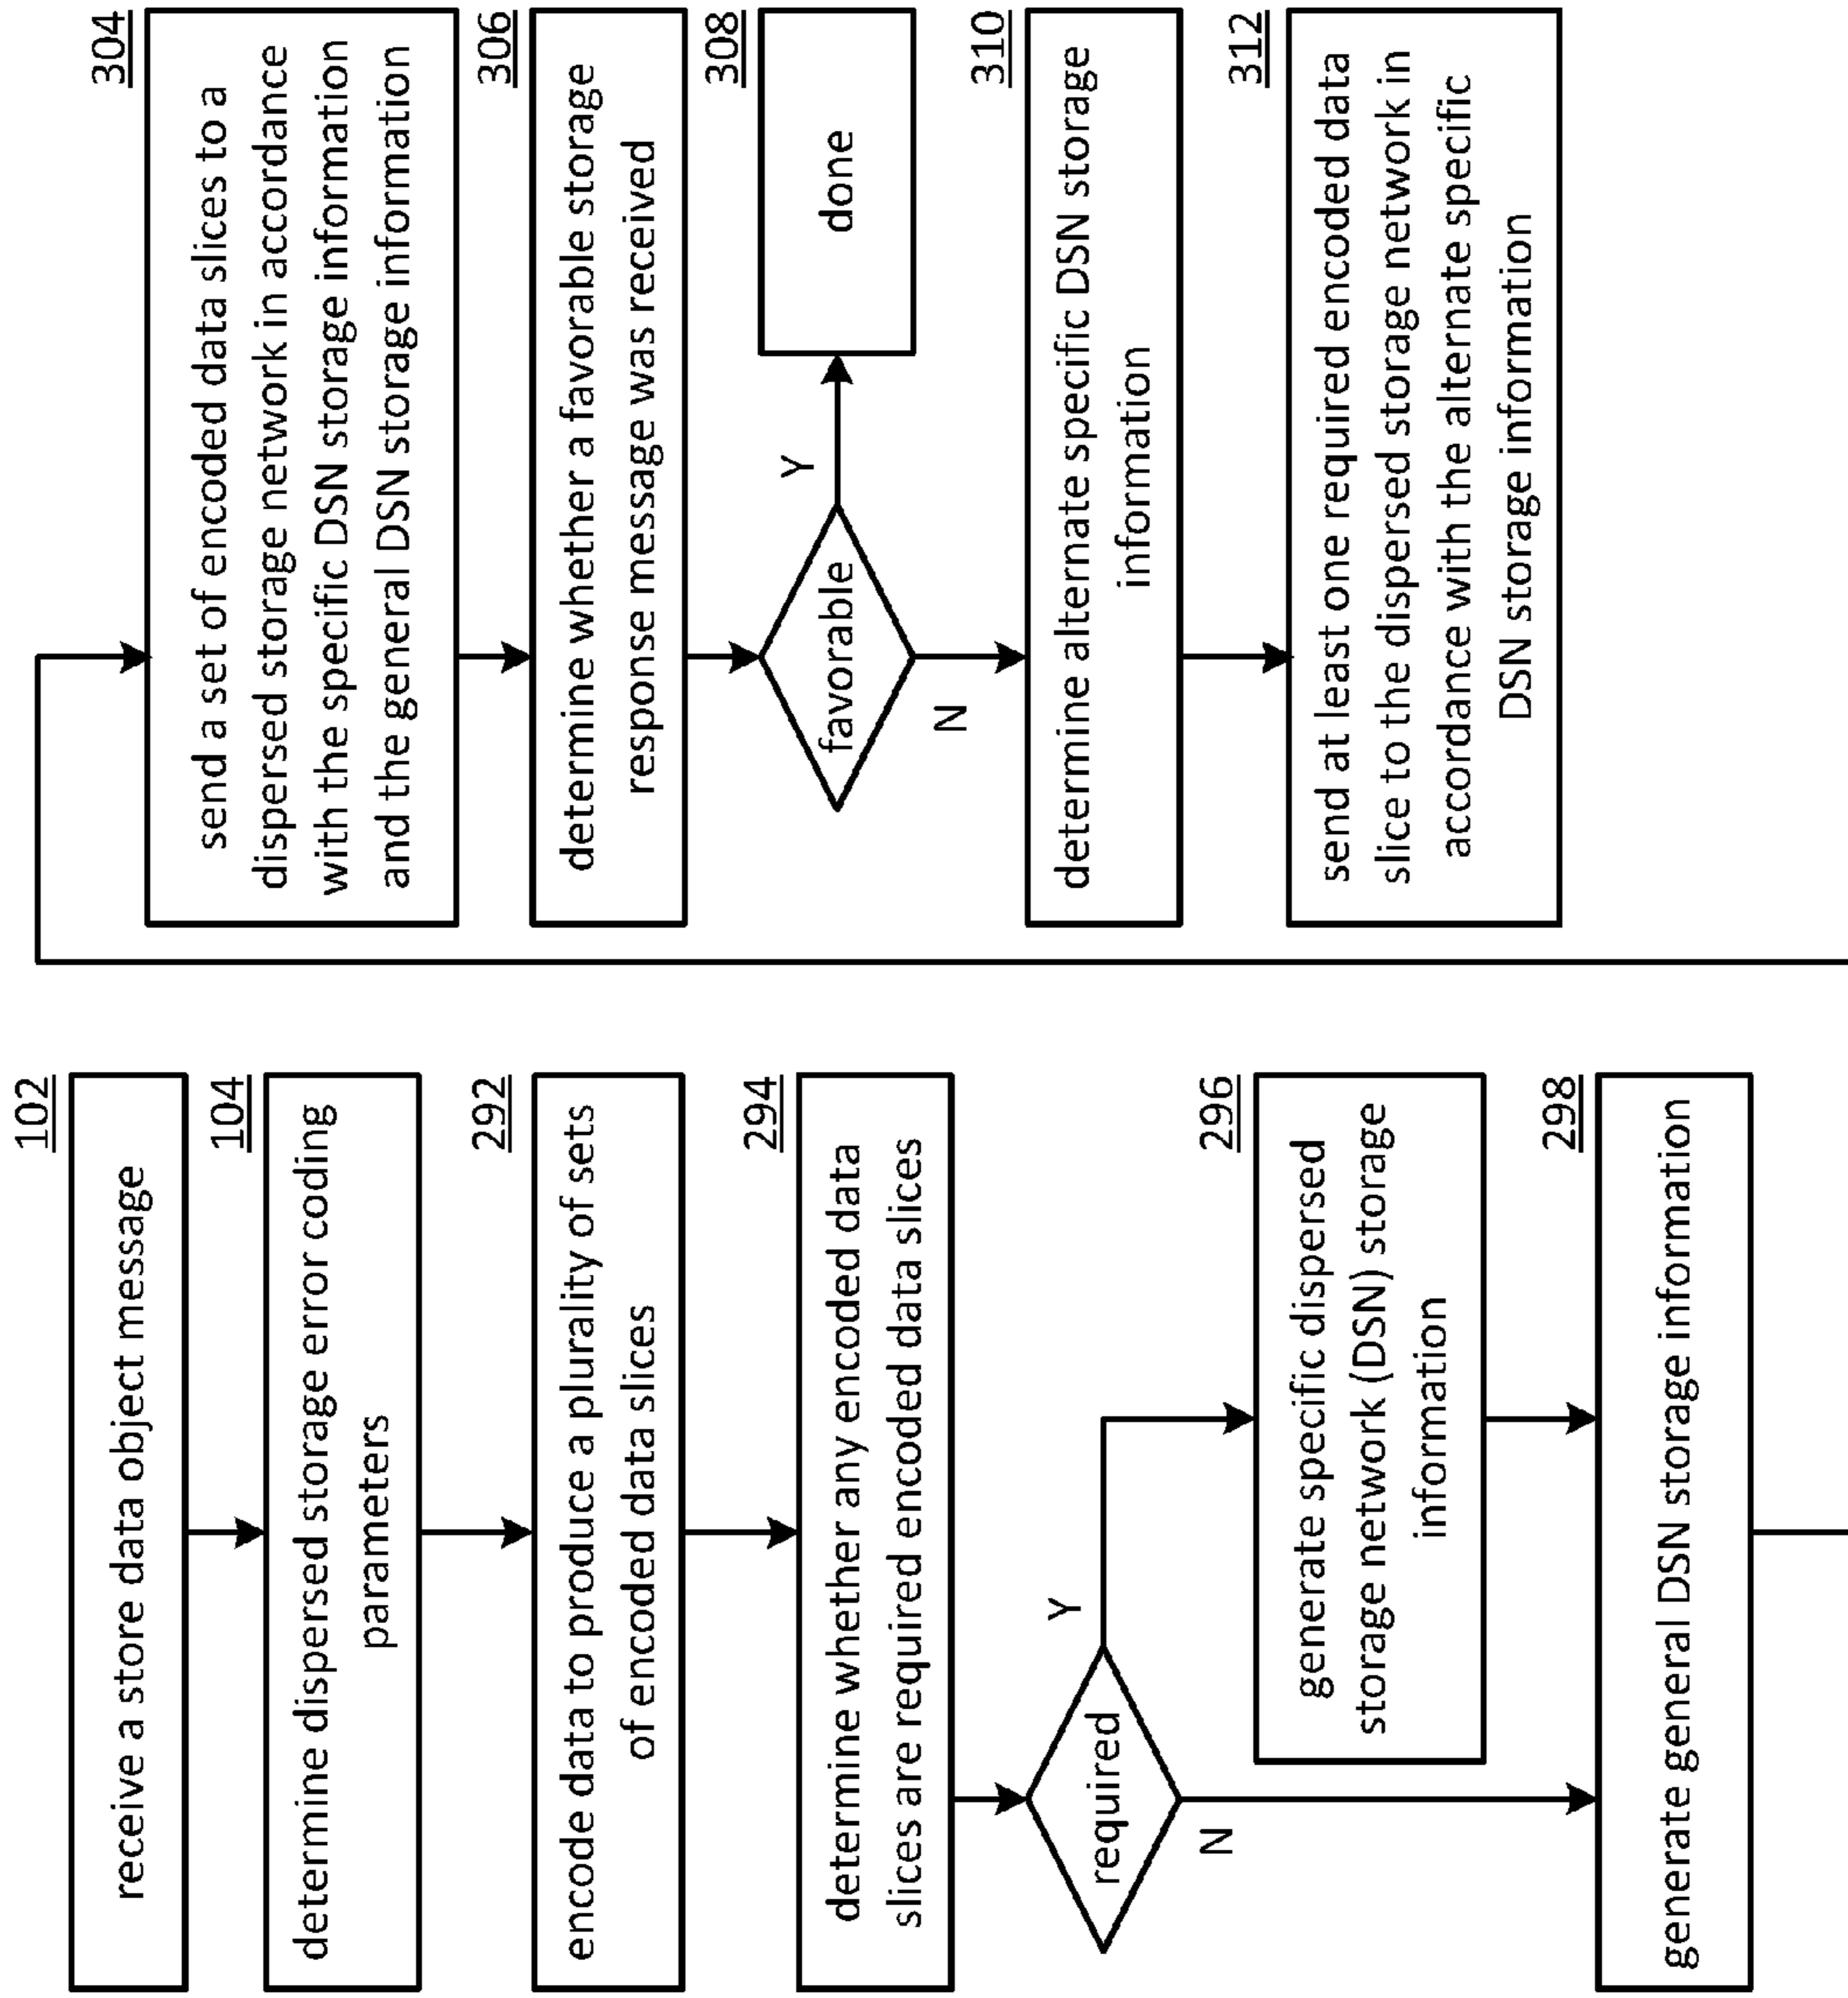 102
receive a store data object message
104
determine dispersed storage error coding
parameters
292
encode data to produce a plurality of sets
of encoded data slices
294
determine whether any encoded data
slices are required encoded data slices
required
Y
N
296
generate specific dispersed
storage network (DSN) storage
information
298
generate general DSN storage information
304
send a set of encoded data slices to a
dispersed storage network in accordance
with the specific DSN storage information
and the general DSN storage information
306
determine whether a favorable storage
response message was received
favorable
Y
N
308
done
310
determine alternate specific DSN storage
information
312
send at least one required encoded data
slice to the dispersed storage network in
accordance with the alternate specific
DSN storage information